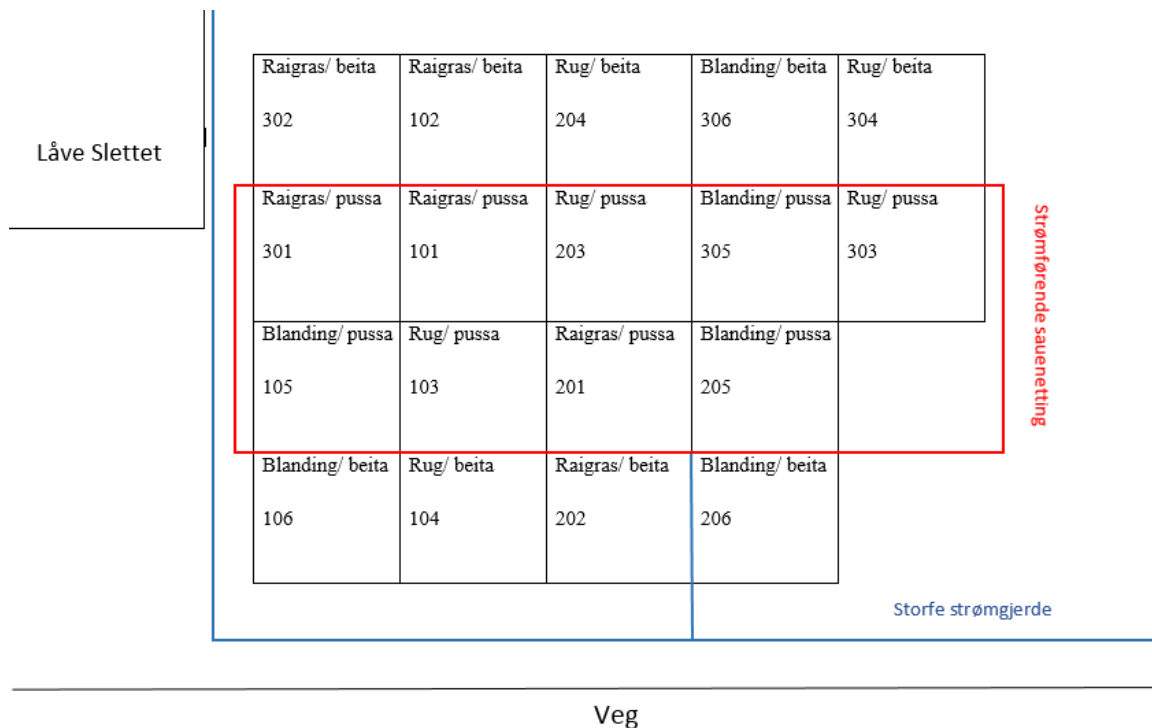 Låve Slettet
Raigras/ beita
302
Raigras/ beita
102
Rug/ beita
204
Blanding/ beita
306
Rug/ beita
304
Raigras/ pussa
301
Raigras/ pussa
101
Rug/ pussa
203
Blanding/ pussa
305
Rug/ pussa
303
Blanding/ pussa
105
Rug/ pussa
103
Raigras/ pussa
201
Blanding/ pussa
205
Blanding/ beita
106
Rug/ beita
104
Raigras/ beita
202
Blanding/ beita
206
Strømførende sauenetting
Storfe strømgjerde
Veg